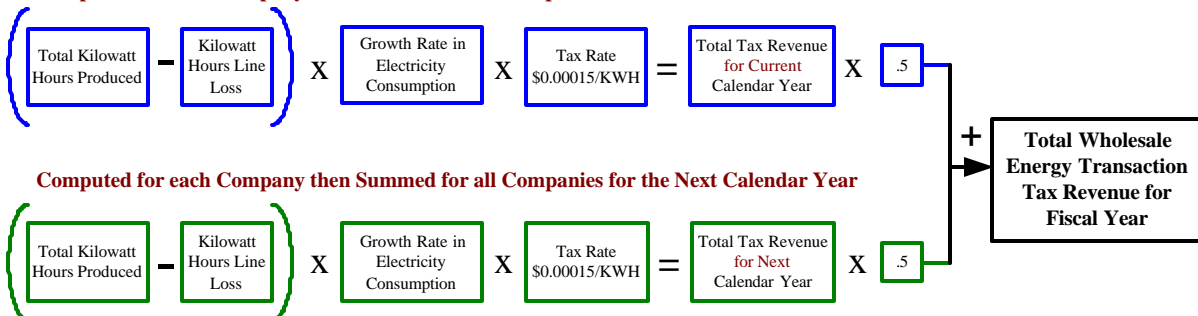 Total Kilowatt
Hours Produced
-
Kilowatt
Hours Line
Loss
X
Growth Rate in
Electricity
Consumption
X
Tax Rate
$0.00015/KWH
=
Total Tax Revenue
for Current
Calendar Year
X
.5
+
Total Wholesale
Energy Transaction
Tax Revenue for
Fiscal Year
Computed for each Company then Summed for all Companies for the Next Calendar Year
Total Kilowatt
Hours Produced
-
Kilowatt
Hours Line
Loss
X
Growth Rate in
Electricity
Consumption
X
Tax Rate
$0.00015/KWH
=
Total Tax Revenue
for Next
Calendar Year
X
.5